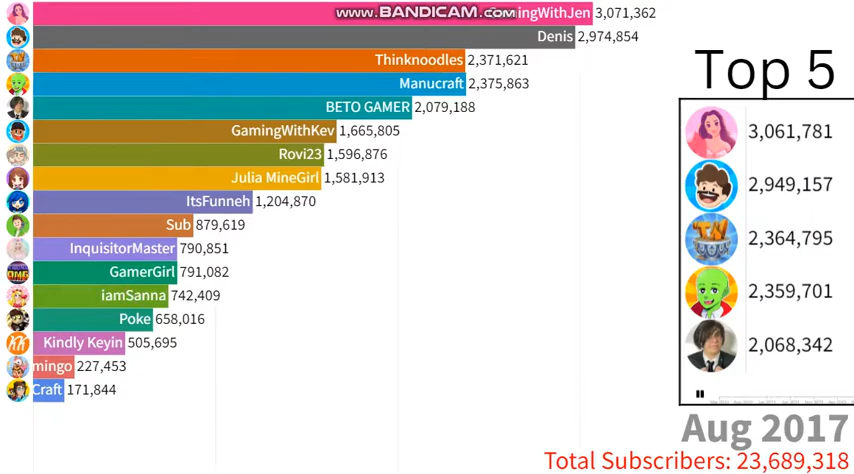 www.BANDICAM.com
ingWithJen 3,071,362
Denis 2,974,854
Thinknoodles 2,371,621
Manucraft 2,375,863
BETO GAMER 2,079,188
GamingWithKev 1,665,805
Rovi23 1,596,876
Julia MineGirl 1,581,913
ItsFunneh 1,204,870
Sub 879,619
InquisitorMaster 790,851
GamerGirl 791,082
iamSanna 742,409
Poke 658,016
Kindly Keyin 505,695
mingo 227,453
Craft 171,844
Top 5
3,061,781
2,949,157
2,364,795
2,359,701
2,068,342
Aug 2017
Total Subscribers: 23,689,318